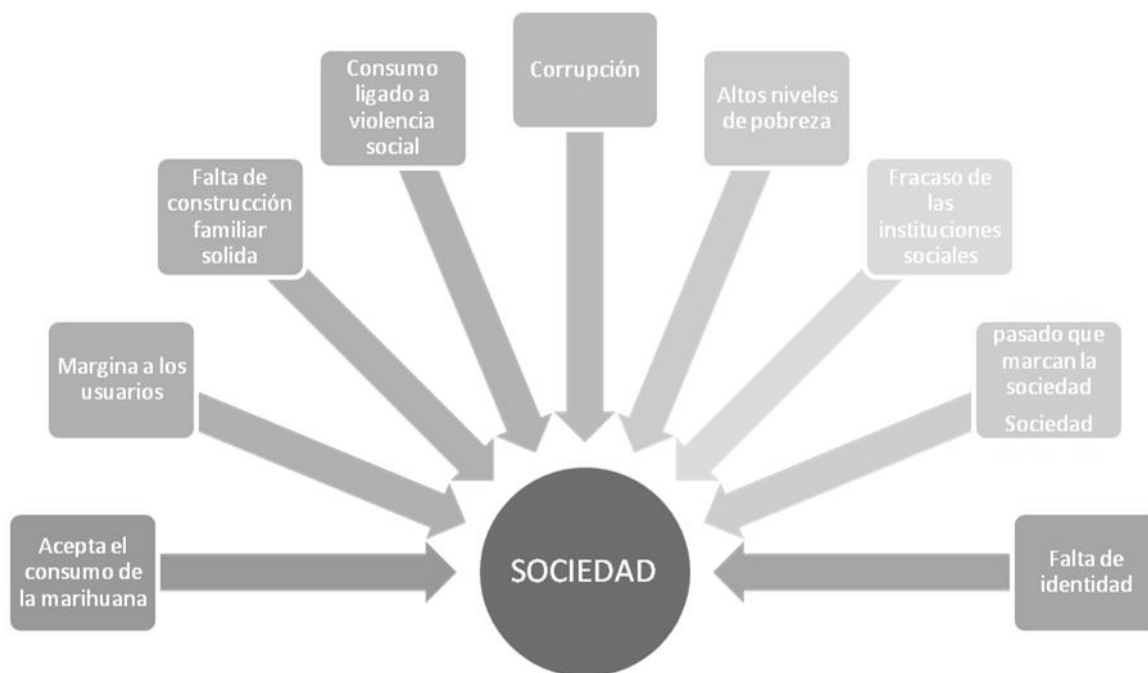 Corrupción
Consumo
ligado a
violencia
social
Altos niveles
de pobreza
Falta de
construcción
familiar
solida
Fracaso de
las
instituciones
sociales
Margina a los
usuarios
pasado que
marcan la
sociedad
Sociedad
Acepta el
consumo de
la marihuana
SOCIEDAD
Falta de
identidad